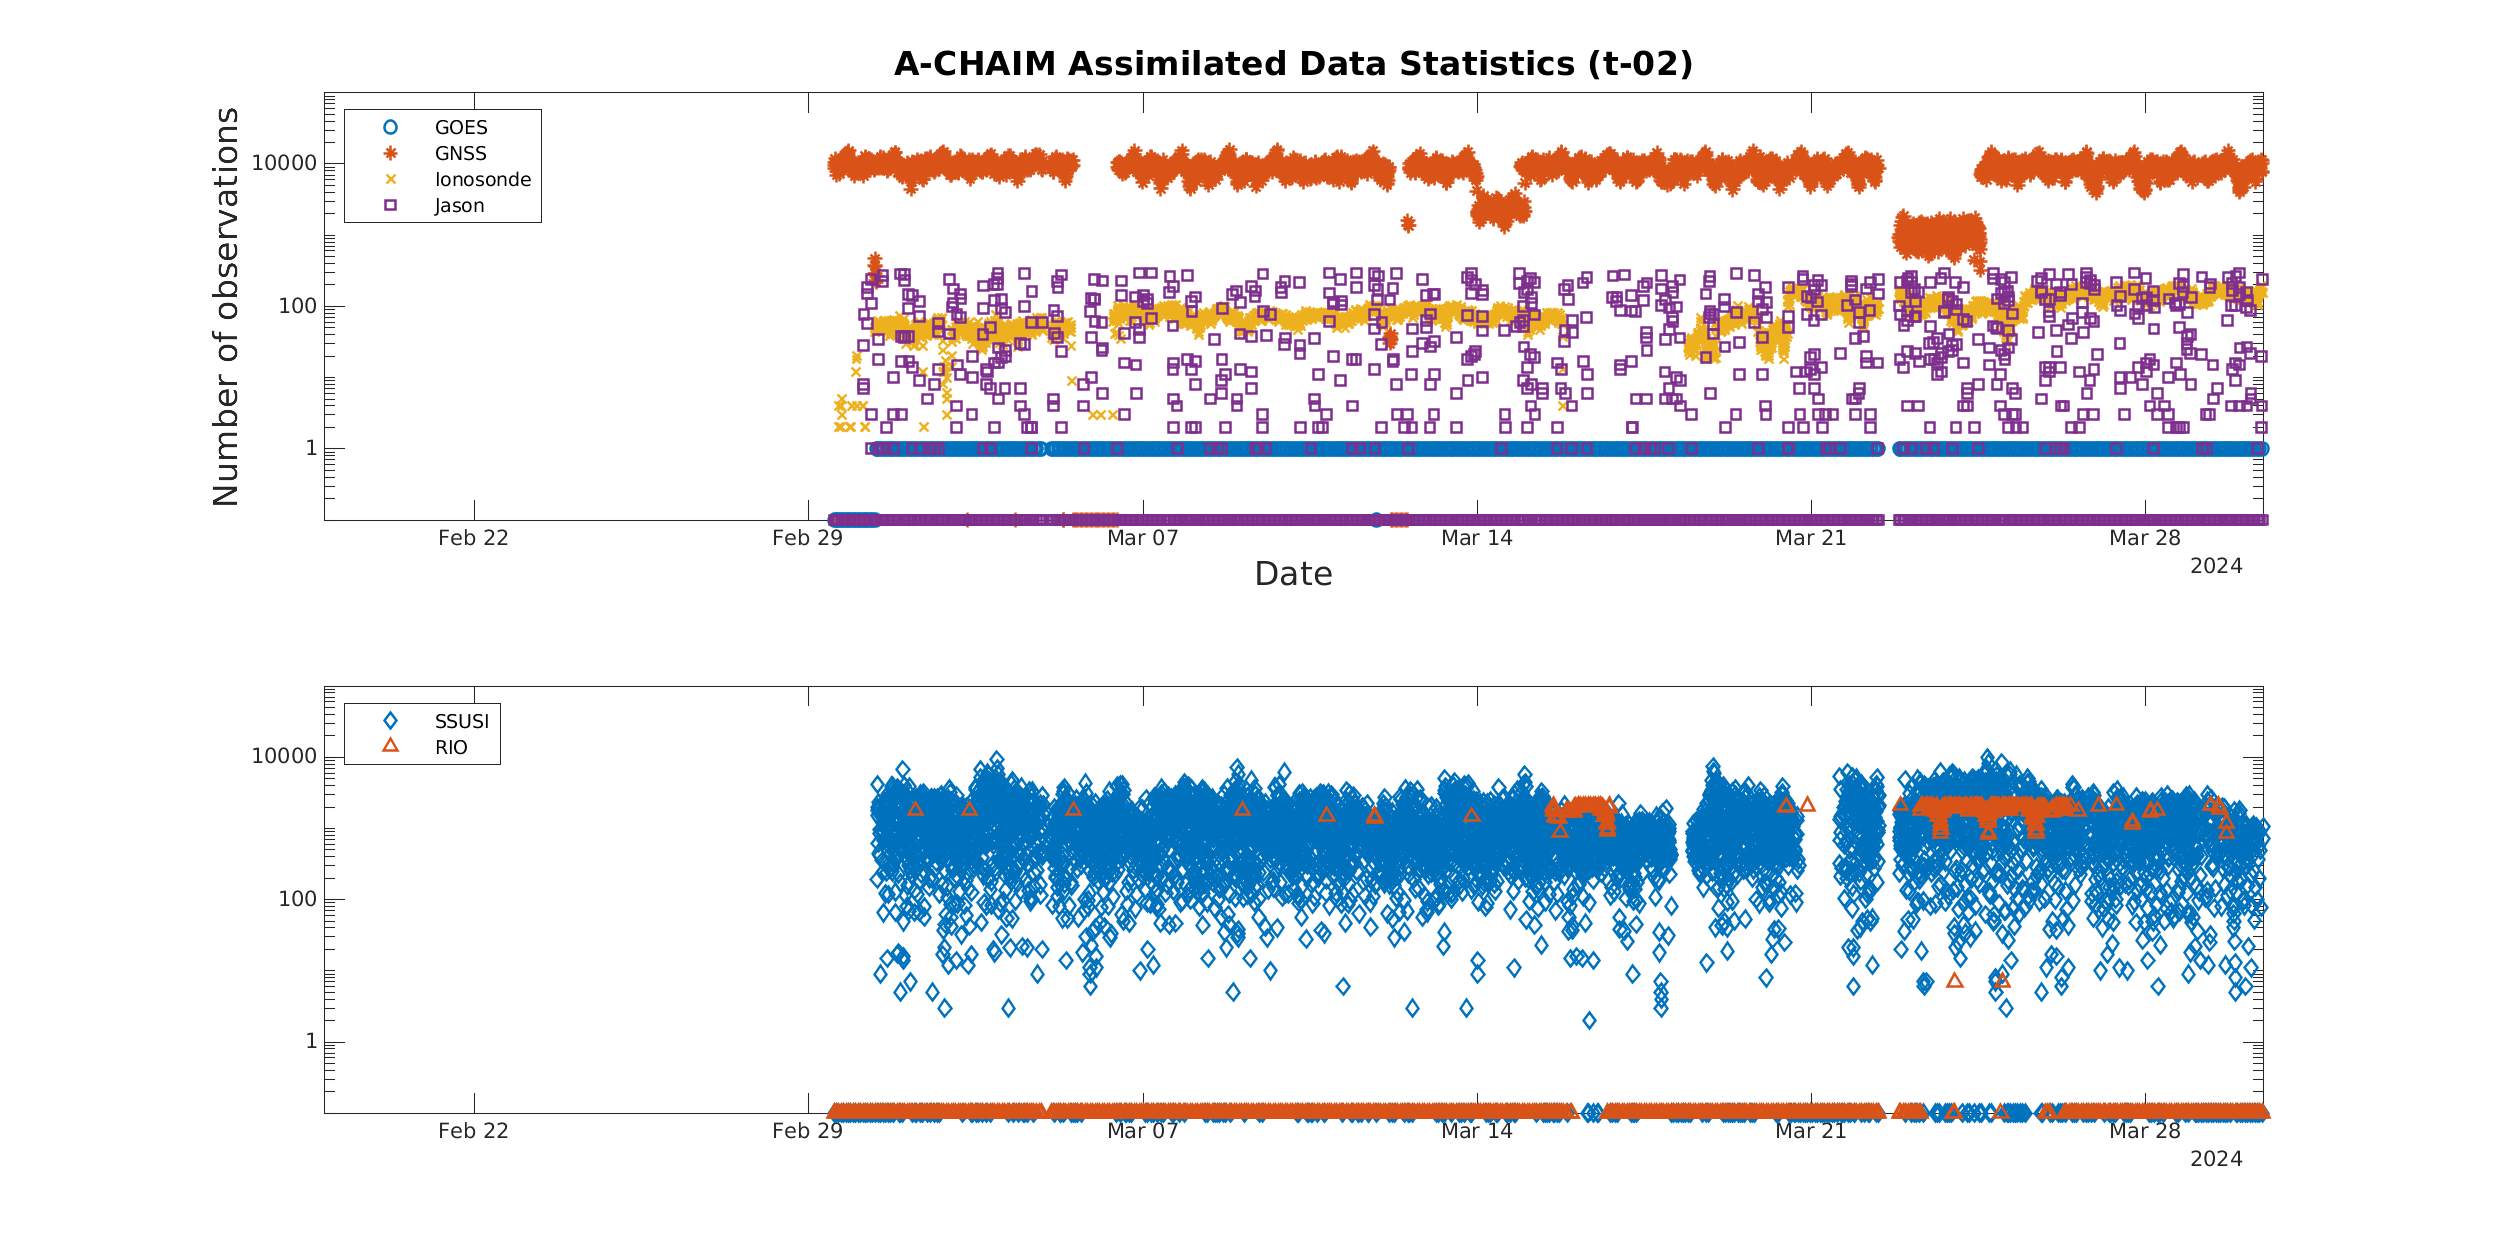 A-CHAIM Assimilated Data Statistics (t-02)
GOES
GNSS
Ionosonde
Jason
Number of observations
10000
100
1
Feb 22
Feb 29
Mar 07
Mar 14
Mar 21
Mar 28
2024
Date
SSUSI
RIO
10000
100
1
Feb 22
Feb 29
Mar 07
Mar 14
Mar 21
Mar 28
2024